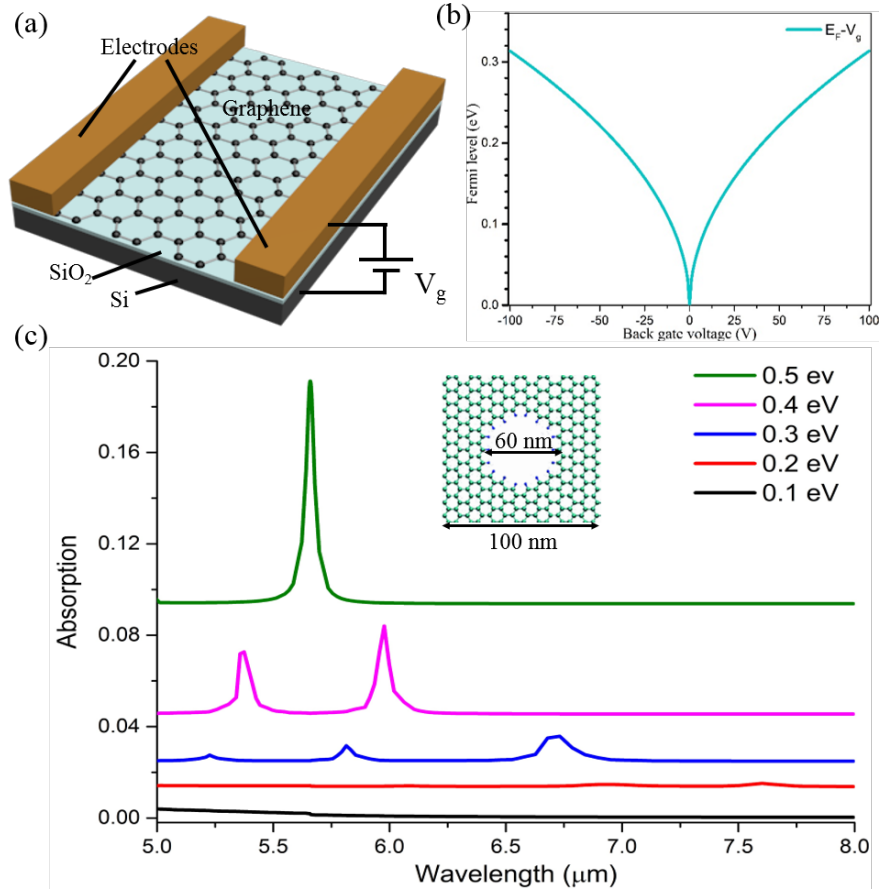 (a)
Electrodes
Graphene
SiO2
Si
Vg
(b)
EF-Vg
Fermi level (eV)
0.3
0.2
0.1
0.0
-100 -75 -50 -25 0 25 50 75 100
Back gate voltage (V)
(c)
0.20
0.16
0.12
0.08
0.04
0.00
Absorption
60 nm
100 nm
0.5 ev
0.4 eV
0.3 eV
0.2 eV
0.1 eV
5.0 5.5 6.0 6.5 7.0 7.5 8.0
Wavelength (μm)